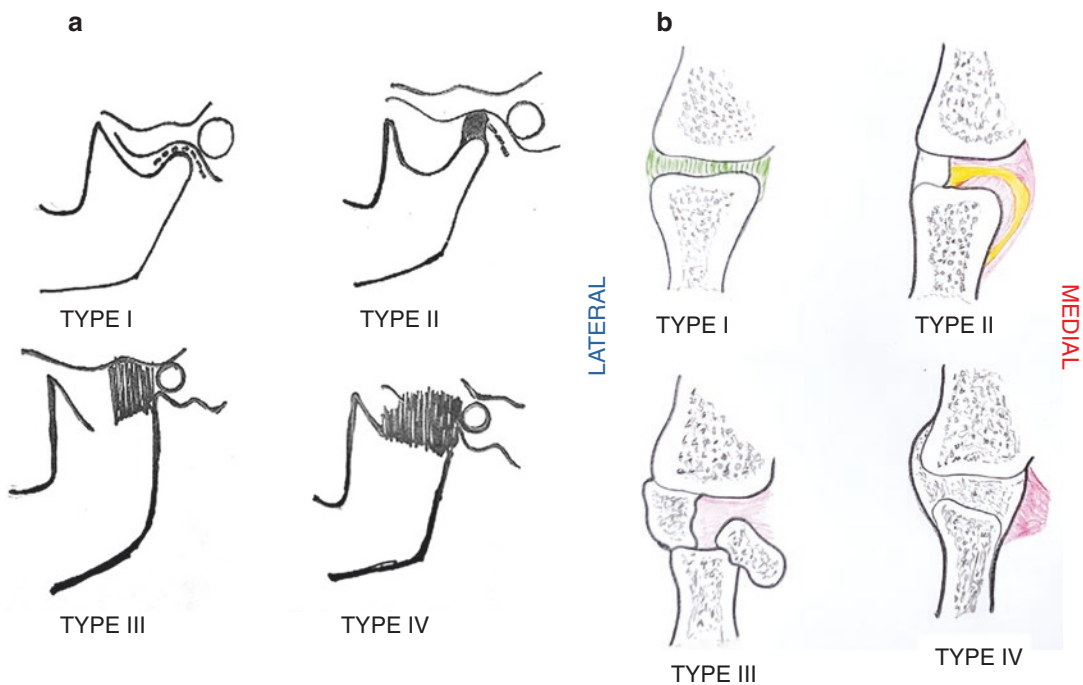 a
TYPE I
TYPE II
TYPE III
TYPE IV
b
LATERAL
TYPE I
TYPE II
MEDIAL
TYPE III
TYPE IV